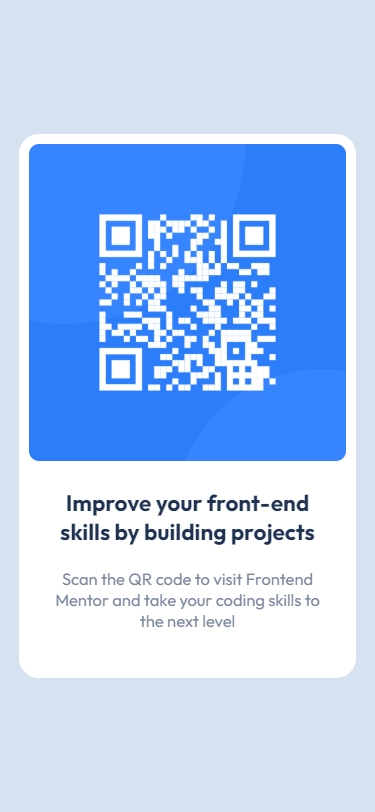 Improve your front-end
skills by building projects
Scan the QR code to visit Frontend
Mentor and take your coding skills to
the next level